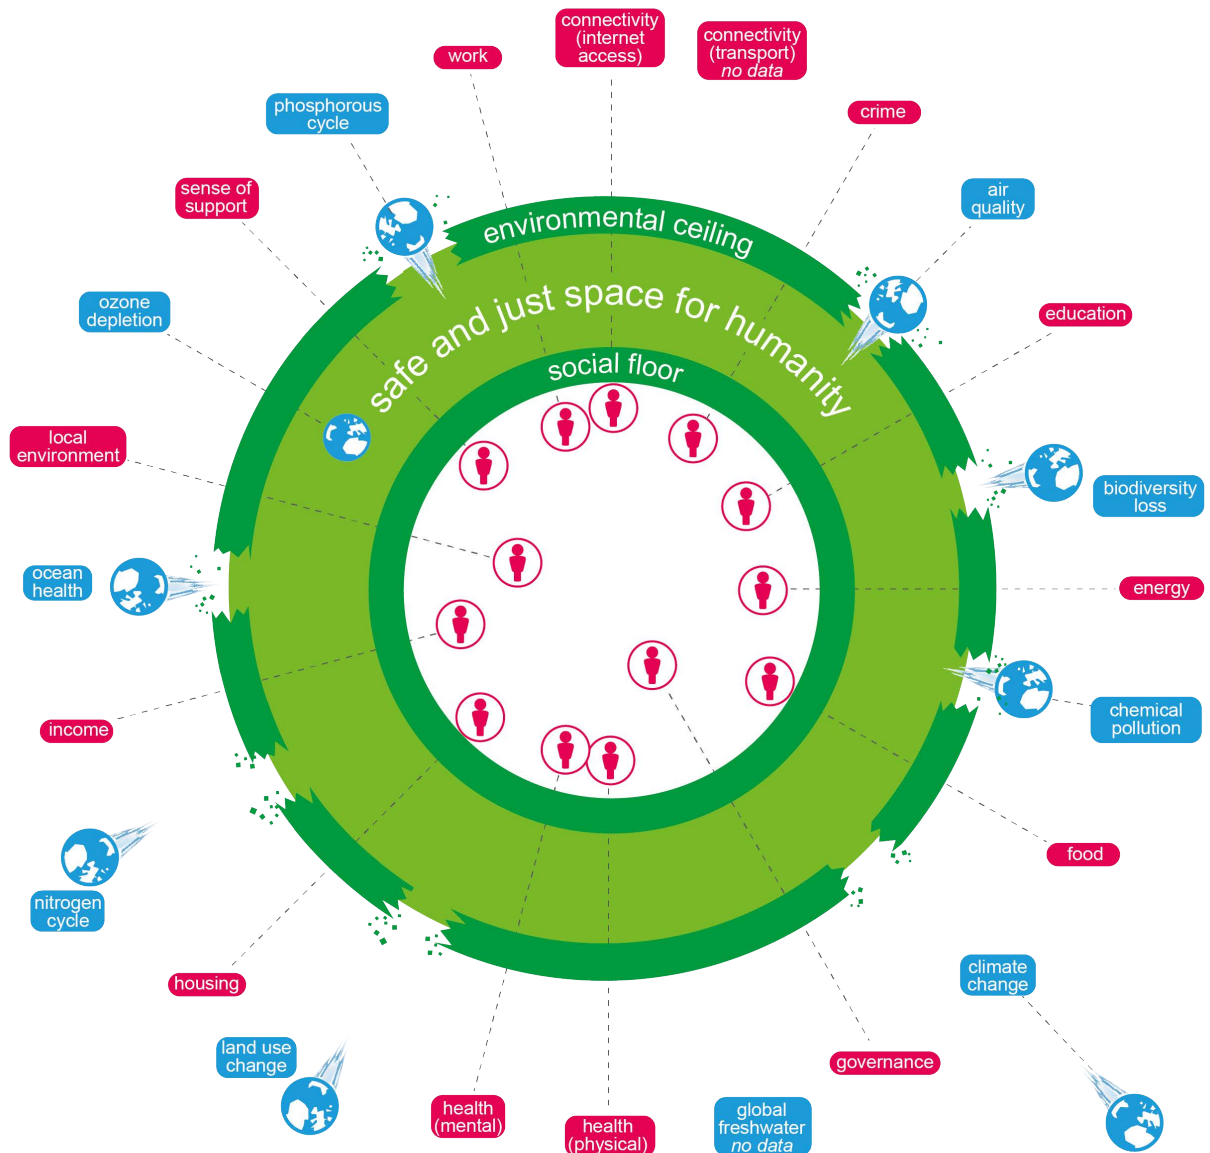 connectivity
(internet
access)
connectivity
(transport)
no data
work
crime
phosphorous
cycle
sense of
support
air
quality
environmental ceiling
safe and just space for humanity
social floor
ozone
depletion
education
local
environment
biodiversity
loss
ocean
health
energy
income
chemical
pollution
food
nitrogen
cycle
housing
climate
change
land use
change
governance
health
(mental)
health
(physical)
global
freshwater
no data